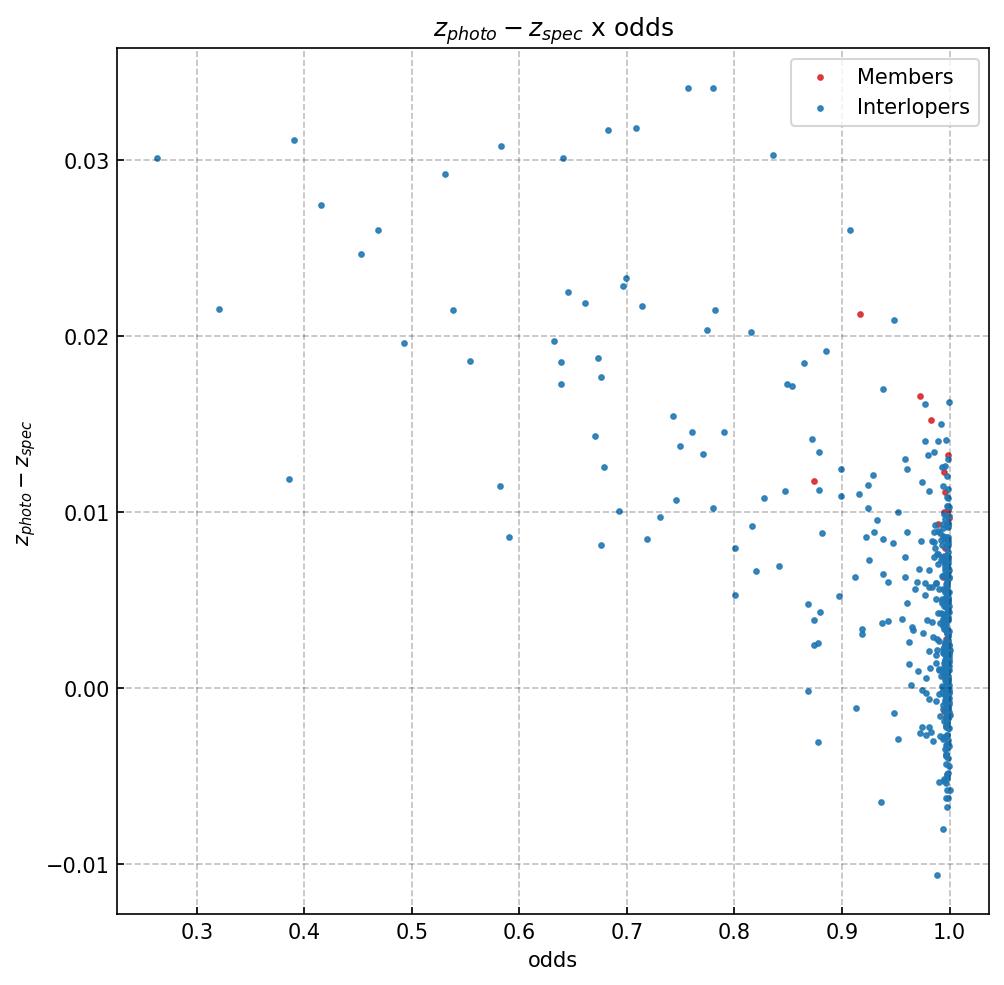 z_photo − z_spec x odds
Members
Interlopers
z_photo − z_spec
0.03
0.02
0.01
0.00
−0.01
0.3 0.4 0.5 0.6 0.7 0.8 0.9 1.0
odds